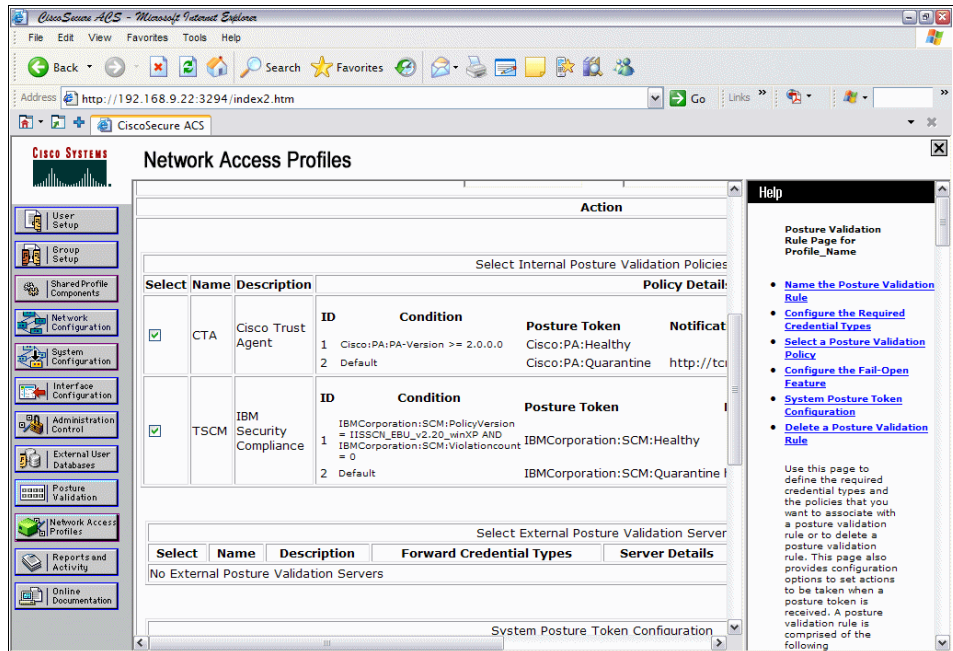 CiscoSecure ACS - Microsoft Internet Explorer
File Edit View Favorites Tools Help
Back Search Favorites
Address http://192.168.9.22:3294/index2.htm Go Links »
CiscoSecure ACS
CISCO SYSTEMS
Network Access Profiles
User Setup
Group Setup
Shared Profile Components
Network Configuration
System Configuration
Interface Configuration
Administration Control
External User Databases
Posture Validation
Network Access Profiles
Reports and Activity
Online Documentation
Action
Select Internal Posture Validation Policies
Select Name Description Policy Details
CTA Cisco Trust Agent
ID Condition Posture Token Notificat
1 Cisco:PA:PA-Version >= 2.0.0.0 Cisco:PA:Healthy
2 Default Cisco:PA:Quarantine http://tc
TSCM IBM Security Compliance
ID Condition Posture Token
1 IBMCorporation:SCM:PolicyVersion = IISSCN_EBU_v2.20_winXP AND IBMCorporation:SCM:Violationcount = 0 IBMCorporation:SCM:Healthy
2 Default IBMCorporation:SCM:Quarantine
Select External Posture Validation Server
Select Name Description Forward Credential Types Server Details
No External Posture Validation Servers
System Posture Token Configuration
Help
Posture Validation
Rule Page for
Profile_Name
Name the Posture Validation
Rule
Configure the Required
Credential Types
Select a Posture Validation
Policy
Configure the Fail-Open
Feature
System Posture Token
Configuration
Delete a Posture Validation
Rule
Use this page to
define the required
credential types and
the policies that you
want to associate with
a posture validation
rule or to delete a
posture validation
rule. This page also
provides configuration
options to set actions
to be taken when a
posture token is
received. A posture
validation rule is
comprised of the
following